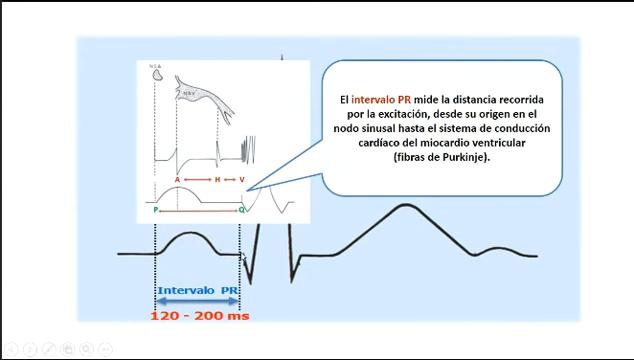 NSA
NAV
El intervalo PR mide la distancia recorrida
por la excitación, desde su origen en el
nodo sinusal hasta el sistema de conducción
cardíaco del miocardio ventricular
(fibras de Purkinje).
A H V
P Q
Intervalo PR
120 - 200 ms